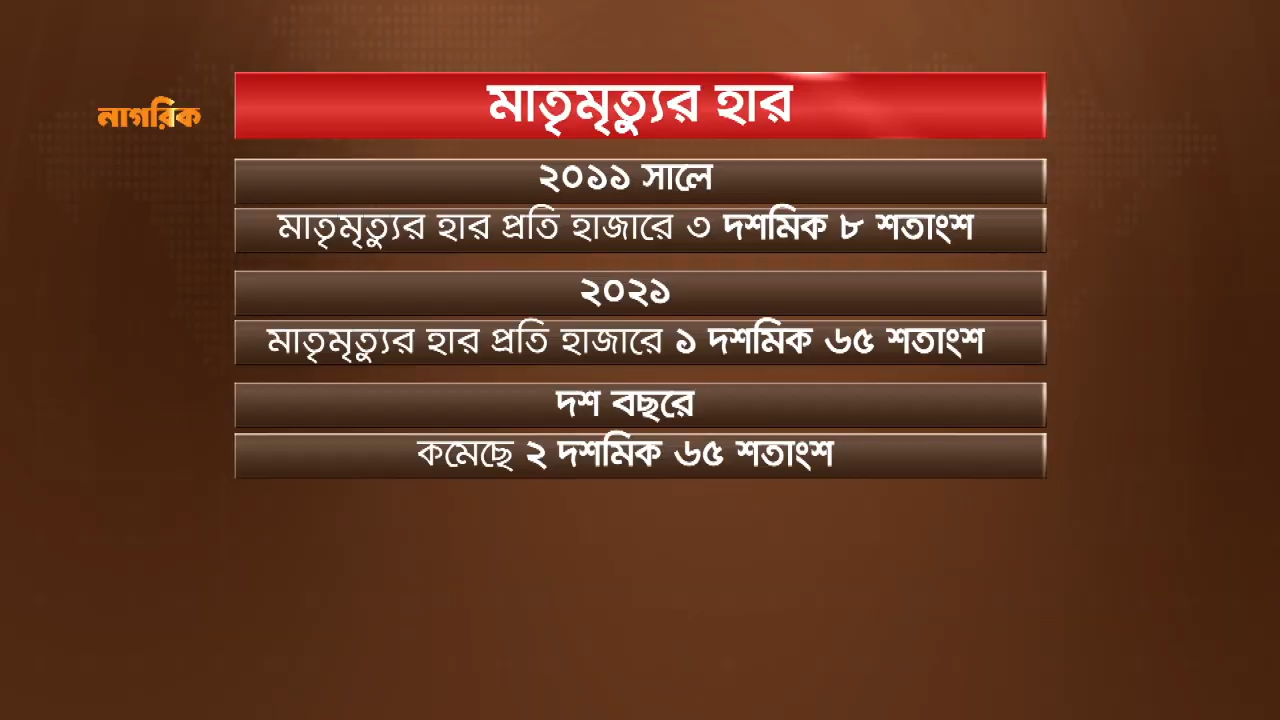 নাগরিক
মাতৃমৃত্যুর হার
২০১১ সালে
মাতৃমৃত্যুর হার প্রতি হাজারে ৩ দশমিক ৮ শতাংশ
২০২১
মাতৃমৃত্যুর হার প্রতি হাজারে ১ দশমিক ৬৫ শতাংশ
দশ বছরে
কমেছে ২ দশমিক ৬৫ শতাংশ